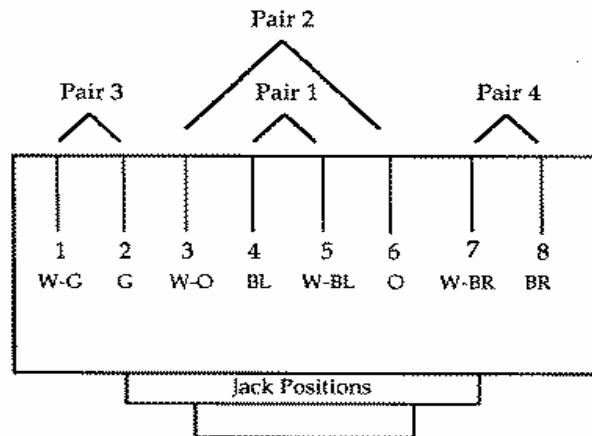 Pair 2
Pair 3 Pair 1 Pair 4
1 2 3 4 5 6 7 8
W-G G W-O BL W-BL O W-BR BR
Jack Positions